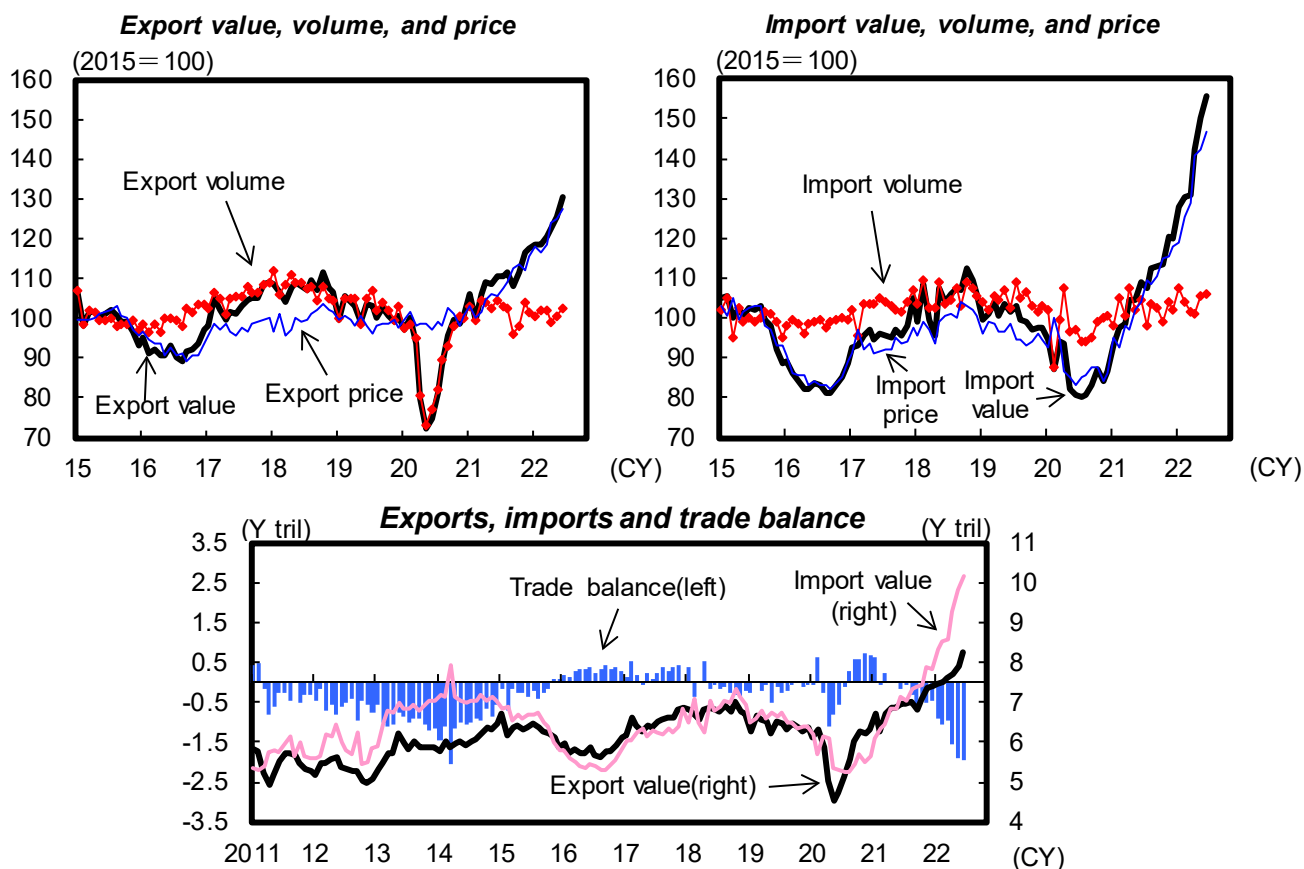 Export value, volume, and price
(2015＝100)
160
150
140
130
120
110
100
90
80
70
Export volume
Export value
Export price
15 16 17 18 19 20 21 22 (CY)
Import value, volume, and price
(2015＝100)
160
150
140
130
120
110
100
90
80
70
Import volume
Import
price
Import
value
15 16 17 18 19 20 21 22 (CY)
Exports, imports and trade balance
(Y tril)
(Y tril)
3.5
2.5
1.5
0.5
-0.5
-1.5
-2.5
-3.5
Trade balance(left)
Import value
(right)
Export value(right)
11
10
9
8
7
6
5
4
2011 12 13 14 15 16 17 18 19 20 21 22 (CY)